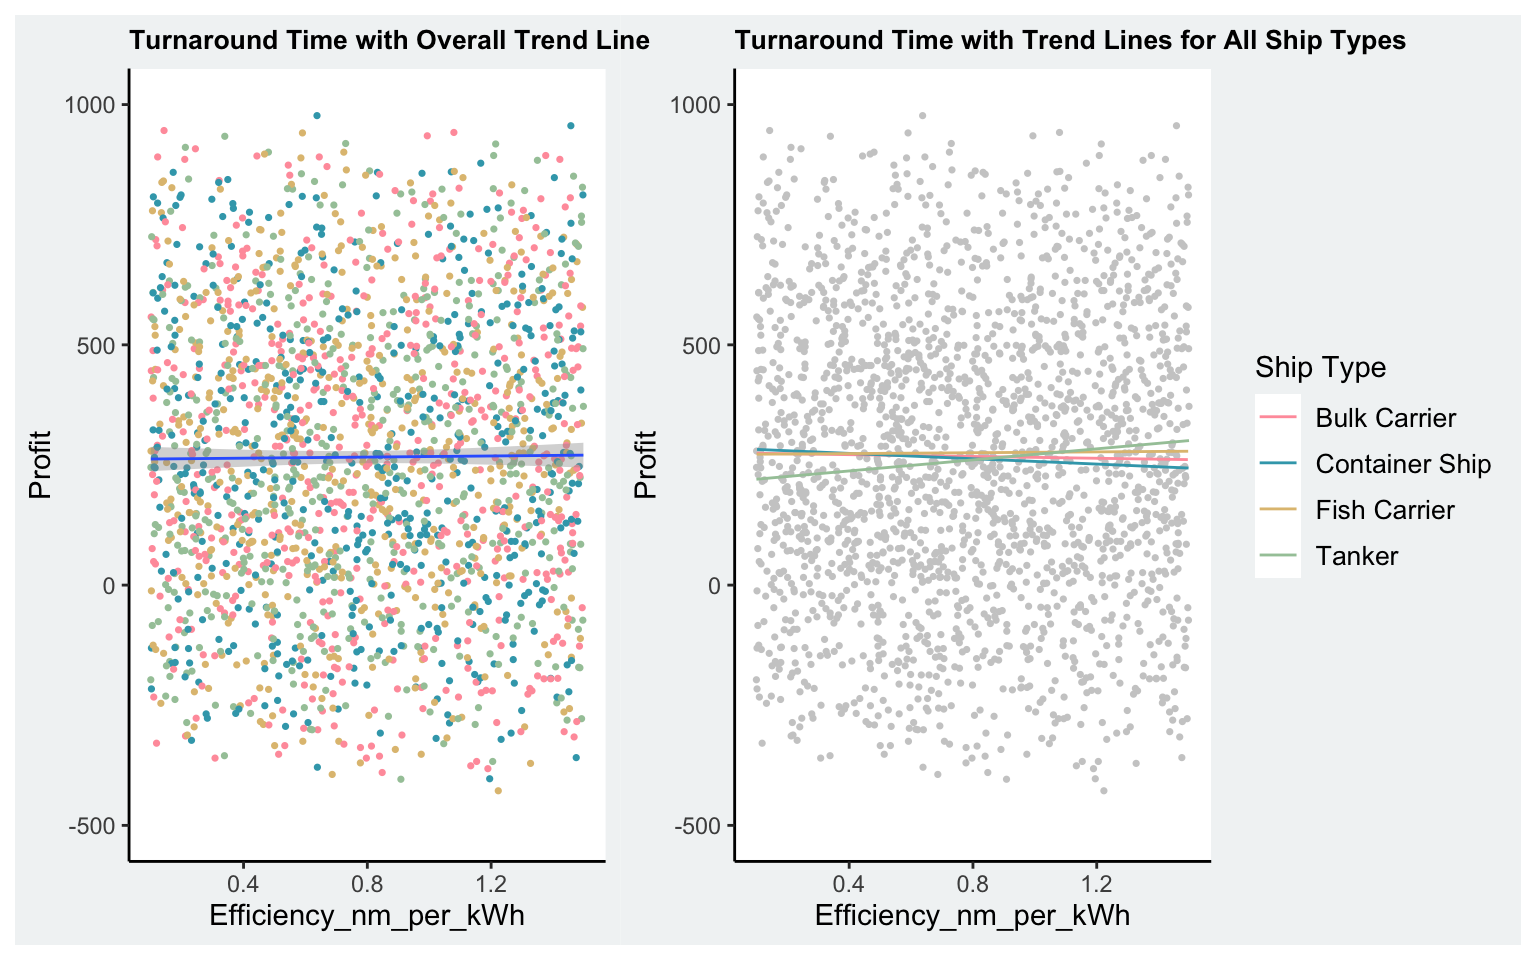 Turnaround Time with Overall Trend Line
Turnaround Time with Trend Lines for All Ship Types
1000
500
0
-500
Profit
0.4 0.8 1.2
Efficiency_nm_per_kWh
1000
500
0
-500
Profit
0.4 0.8 1.2
Efficiency_nm_per_kWh
Ship Type
Bulk Carrier
Container Ship
Fish Carrier
Tanker